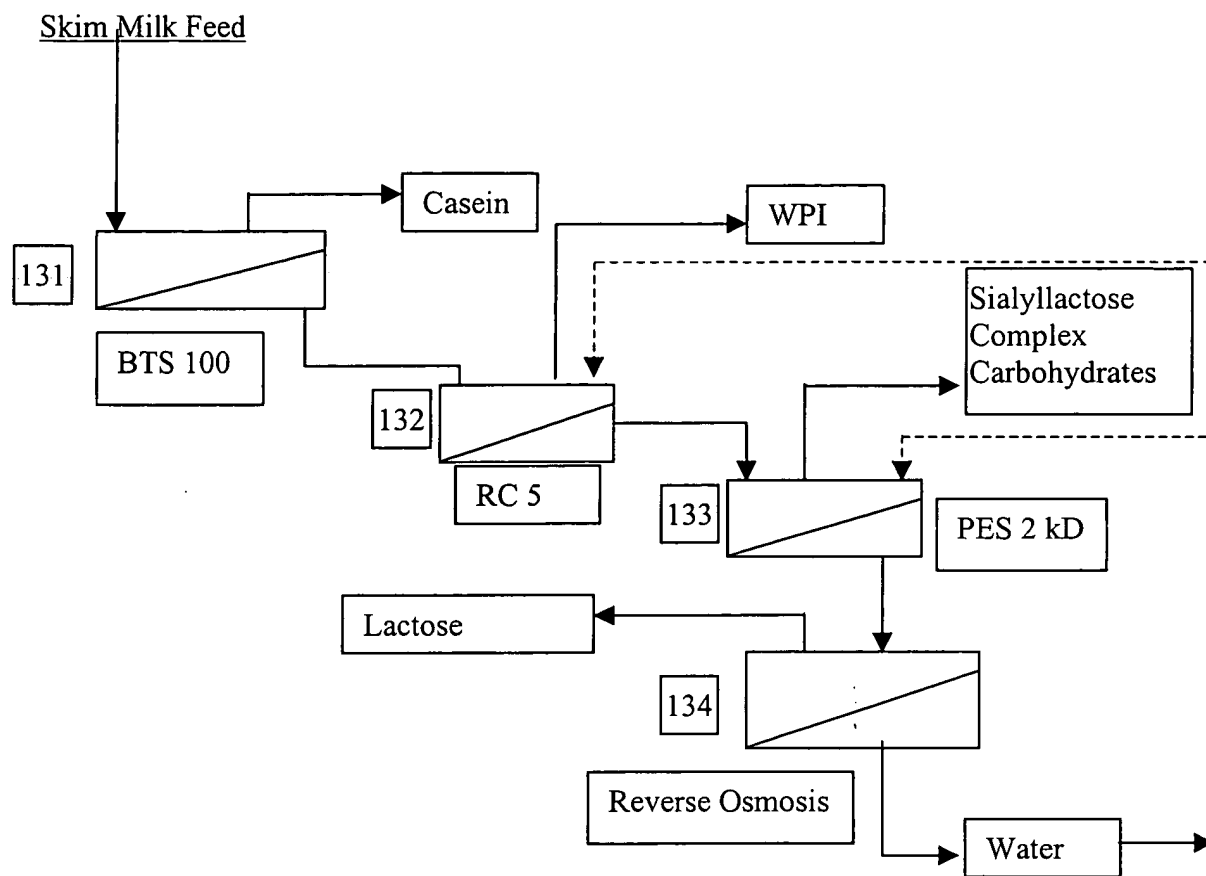 Skim Milk Feed
Casein
WPI
131
Sialyllactose
Complex
Carbohydrates
BTS 100
132
RC 5
133
PES 2 kD
Lactose
134
Reverse Osmosis
Water